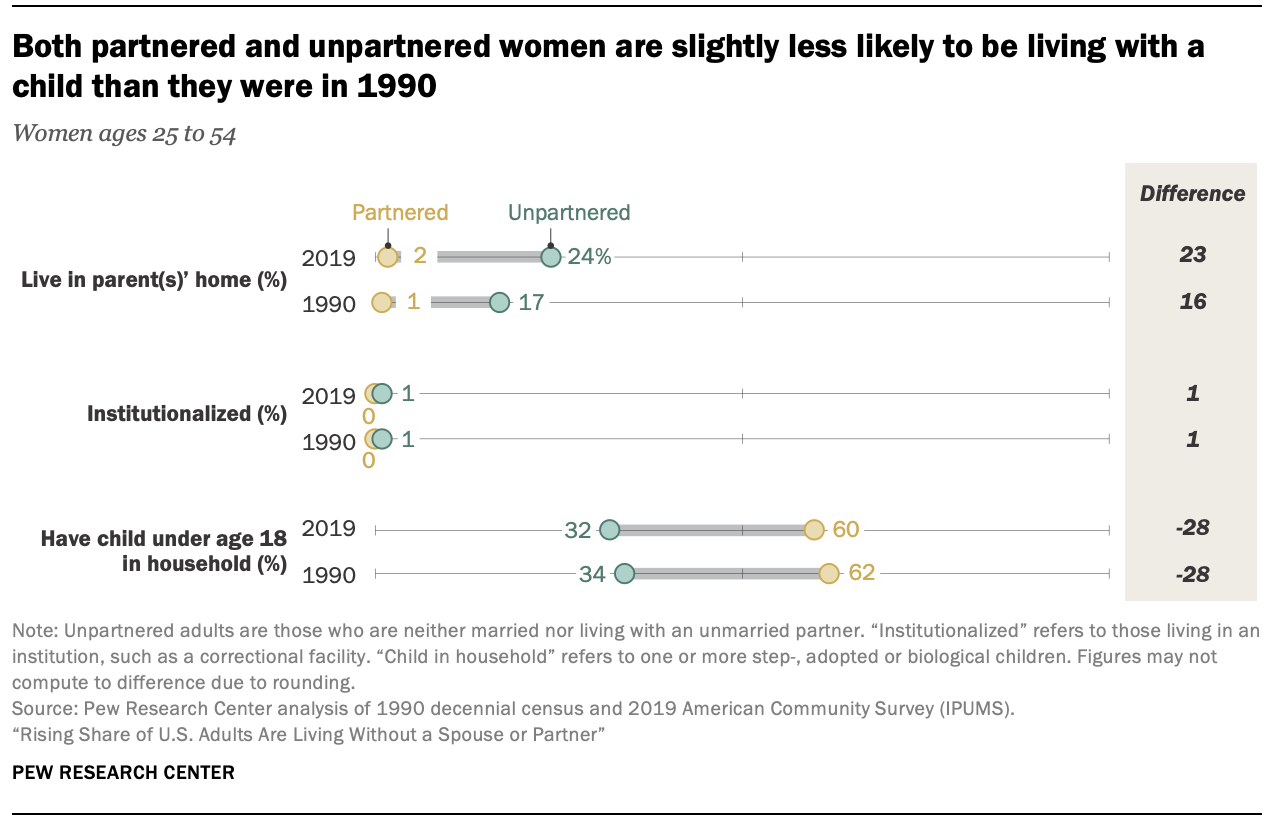 Both partnered and unpartnered women are slightly less likely to be living with a
child than they were in 1990
Women ages 25 to 54
Difference
Partnered Unpartnered
Live in parent(s)’ home (%)
2019 2 24% 23
1990 1 17 16
Institutionalized (%)
2019 0 1 1
1990 0 1 1
Have child under age 18
in household (%)
2019 32 60 -28
1990 34 62 -28
Note: Unpartnered adults are those who are neither married nor living with an unmarried partner. “Institutionalized” refers to those living in an
institution, such as a correctional facility. “Child in household” refers to one or more step-, adopted or biological children. Figures may not
compute to difference due to rounding.
Source: Pew Research Center analysis of 1990 decennial census and 2019 American Community Survey (IPUMS).
“Rising Share of U.S. Adults Are Living Without a Spouse or Partner”
PEW RESEARCH CENTER